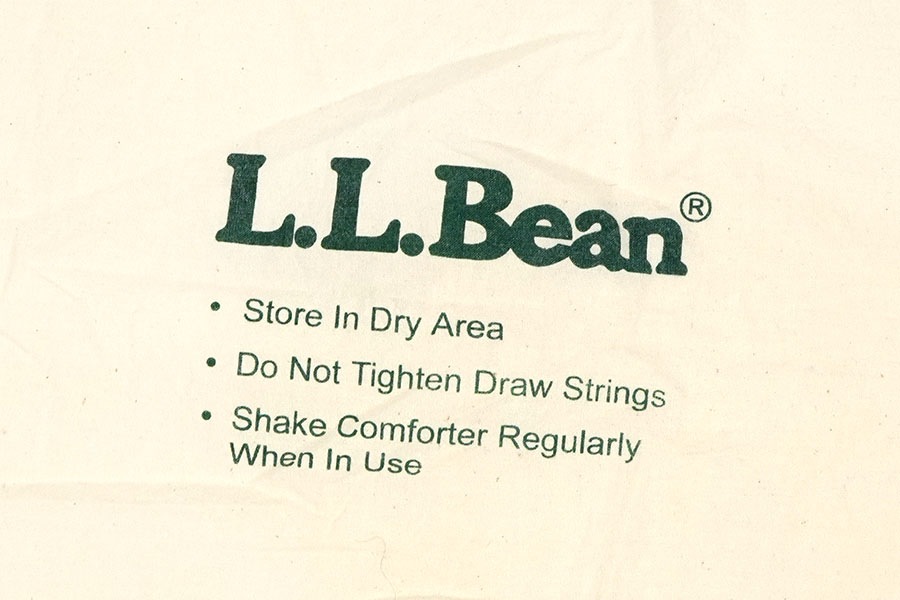 L.L.Bean®
• Store In Dry Area
• Do Not Tighten Draw Strings
• Shake Comforter Regularly
When In Use